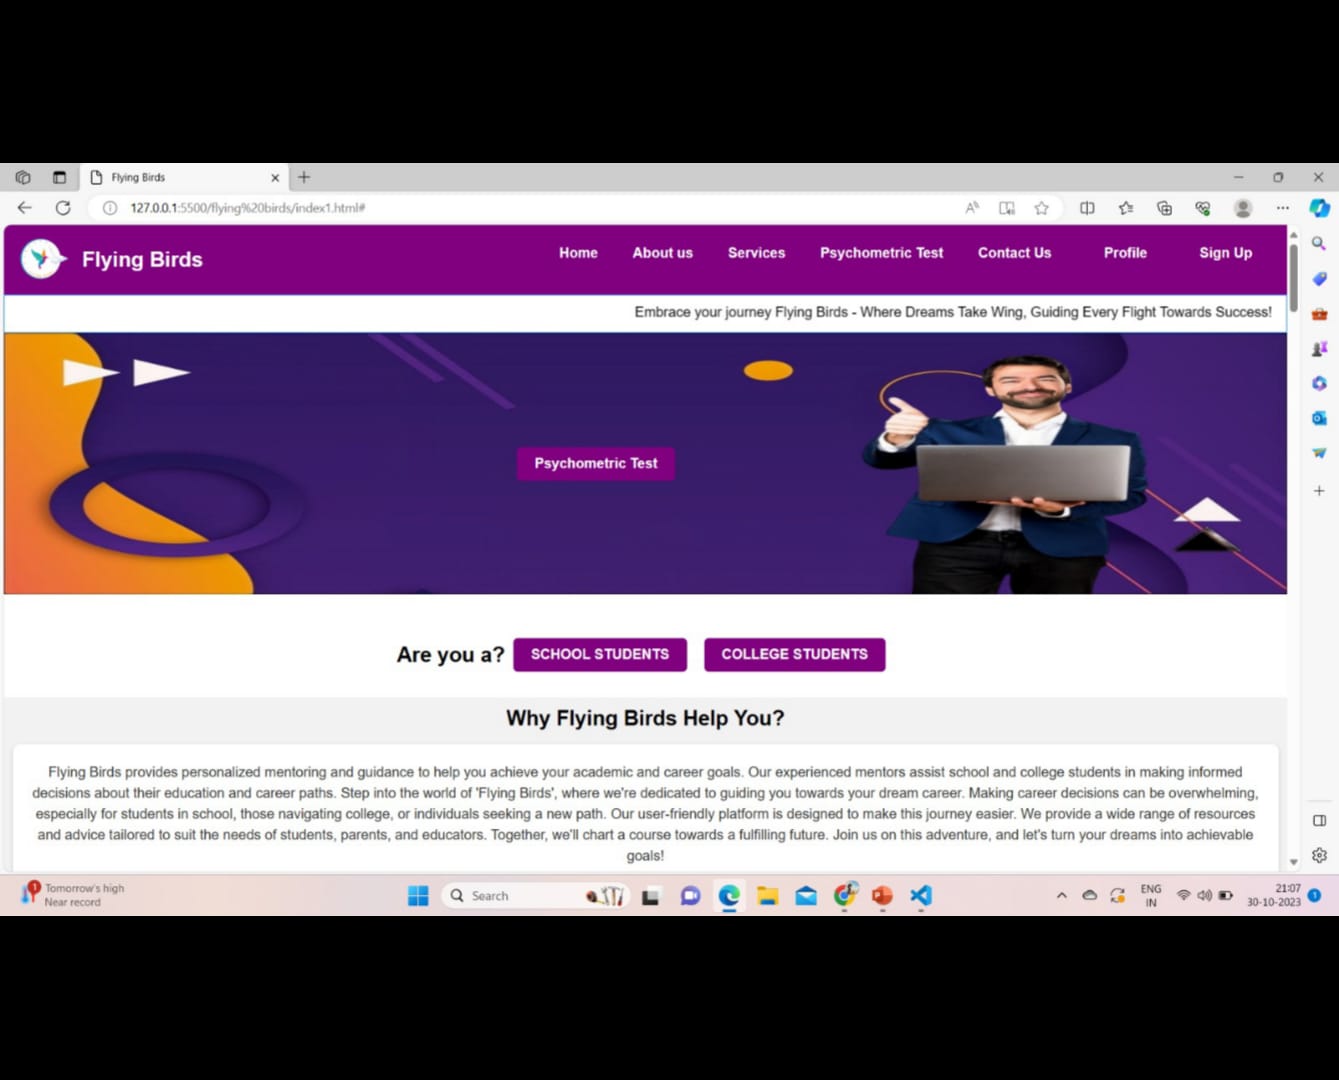 Flying Birds
127.0.0.1:5500/flying%20birds/index1.html#
Flying Birds
Home About us Services Psychometric Test Contact Us Profile Sign Up
Embrace your journey Flying Birds - Where Dreams Take Wing, Guiding Every Flight Towards Success!
Psychometric Test
Are you a? SCHOOL STUDENTS COLLEGE STUDENTS
Why Flying Birds Help You?
Flying Birds provides personalized mentoring and guidance to help you achieve your academic and career goals. Our experienced mentors assist school and college students in making informed
decisions about their education and career paths. Step into the world of 'Flying Birds', where we're dedicated to guiding you towards your dream career. Making career decisions can be overwhelming,
especially for students in school, those navigating college, or individuals seeking a new path. Our user-friendly platform is designed to make this journey easier. We provide a wide range of resources
and advice tailored to suit the needs of students, parents, and educators. Together, we'll chart a course towards a fulfilling future. Join us on this adventure, and let's turn your dreams into achievable
goals!
1
Tomorrow's high
Near record
Search
ENG
IN
21:07
30-10-2023
1